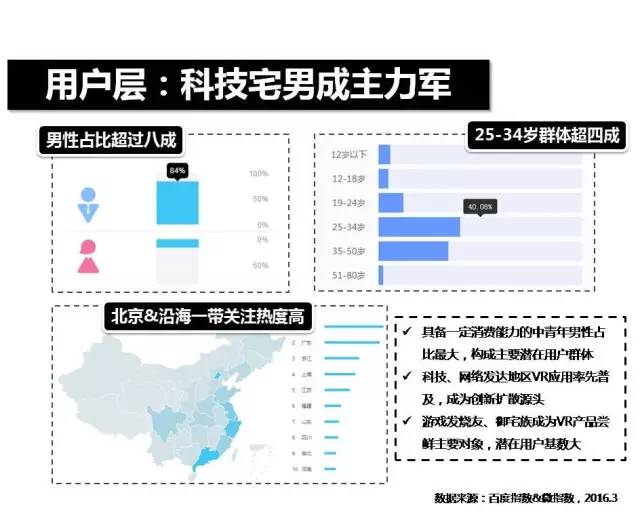 用户层：科技宅男成主力军
男性占比超过八成
84%
100%
50%
0%
0%
50%
25-34岁群体超四成
12岁以下
12-18岁
19-24岁
40.08%
25-34岁
35-50岁
51-80岁
北京&沿海一带关注热度高
2 广东
3 浙江
4 上海
5 江苏
6 福建
7 山东
8 四川
9 湖北
10 河南
✓ 具备一定消费能力的中青年男性占
比最大，构成主要潜在用户群体
✓ 科技、网络发达地区VR应用率先普
及，成为创新扩散源头
✓ 游戏发烧友、御宅族成为VR产品尝
鲜主要对象，潜在用户基数大
数据来源：百度指数&微指数，2016.3